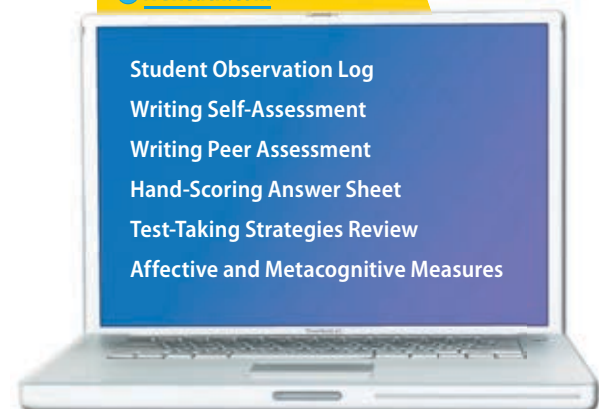 Student Observation Log
Writing Self-Assessment
Writing Peer Assessment
Hand-Scoring Answer Sheet
Test-Taking Strategies Review
Affective and Metacognitive Measures